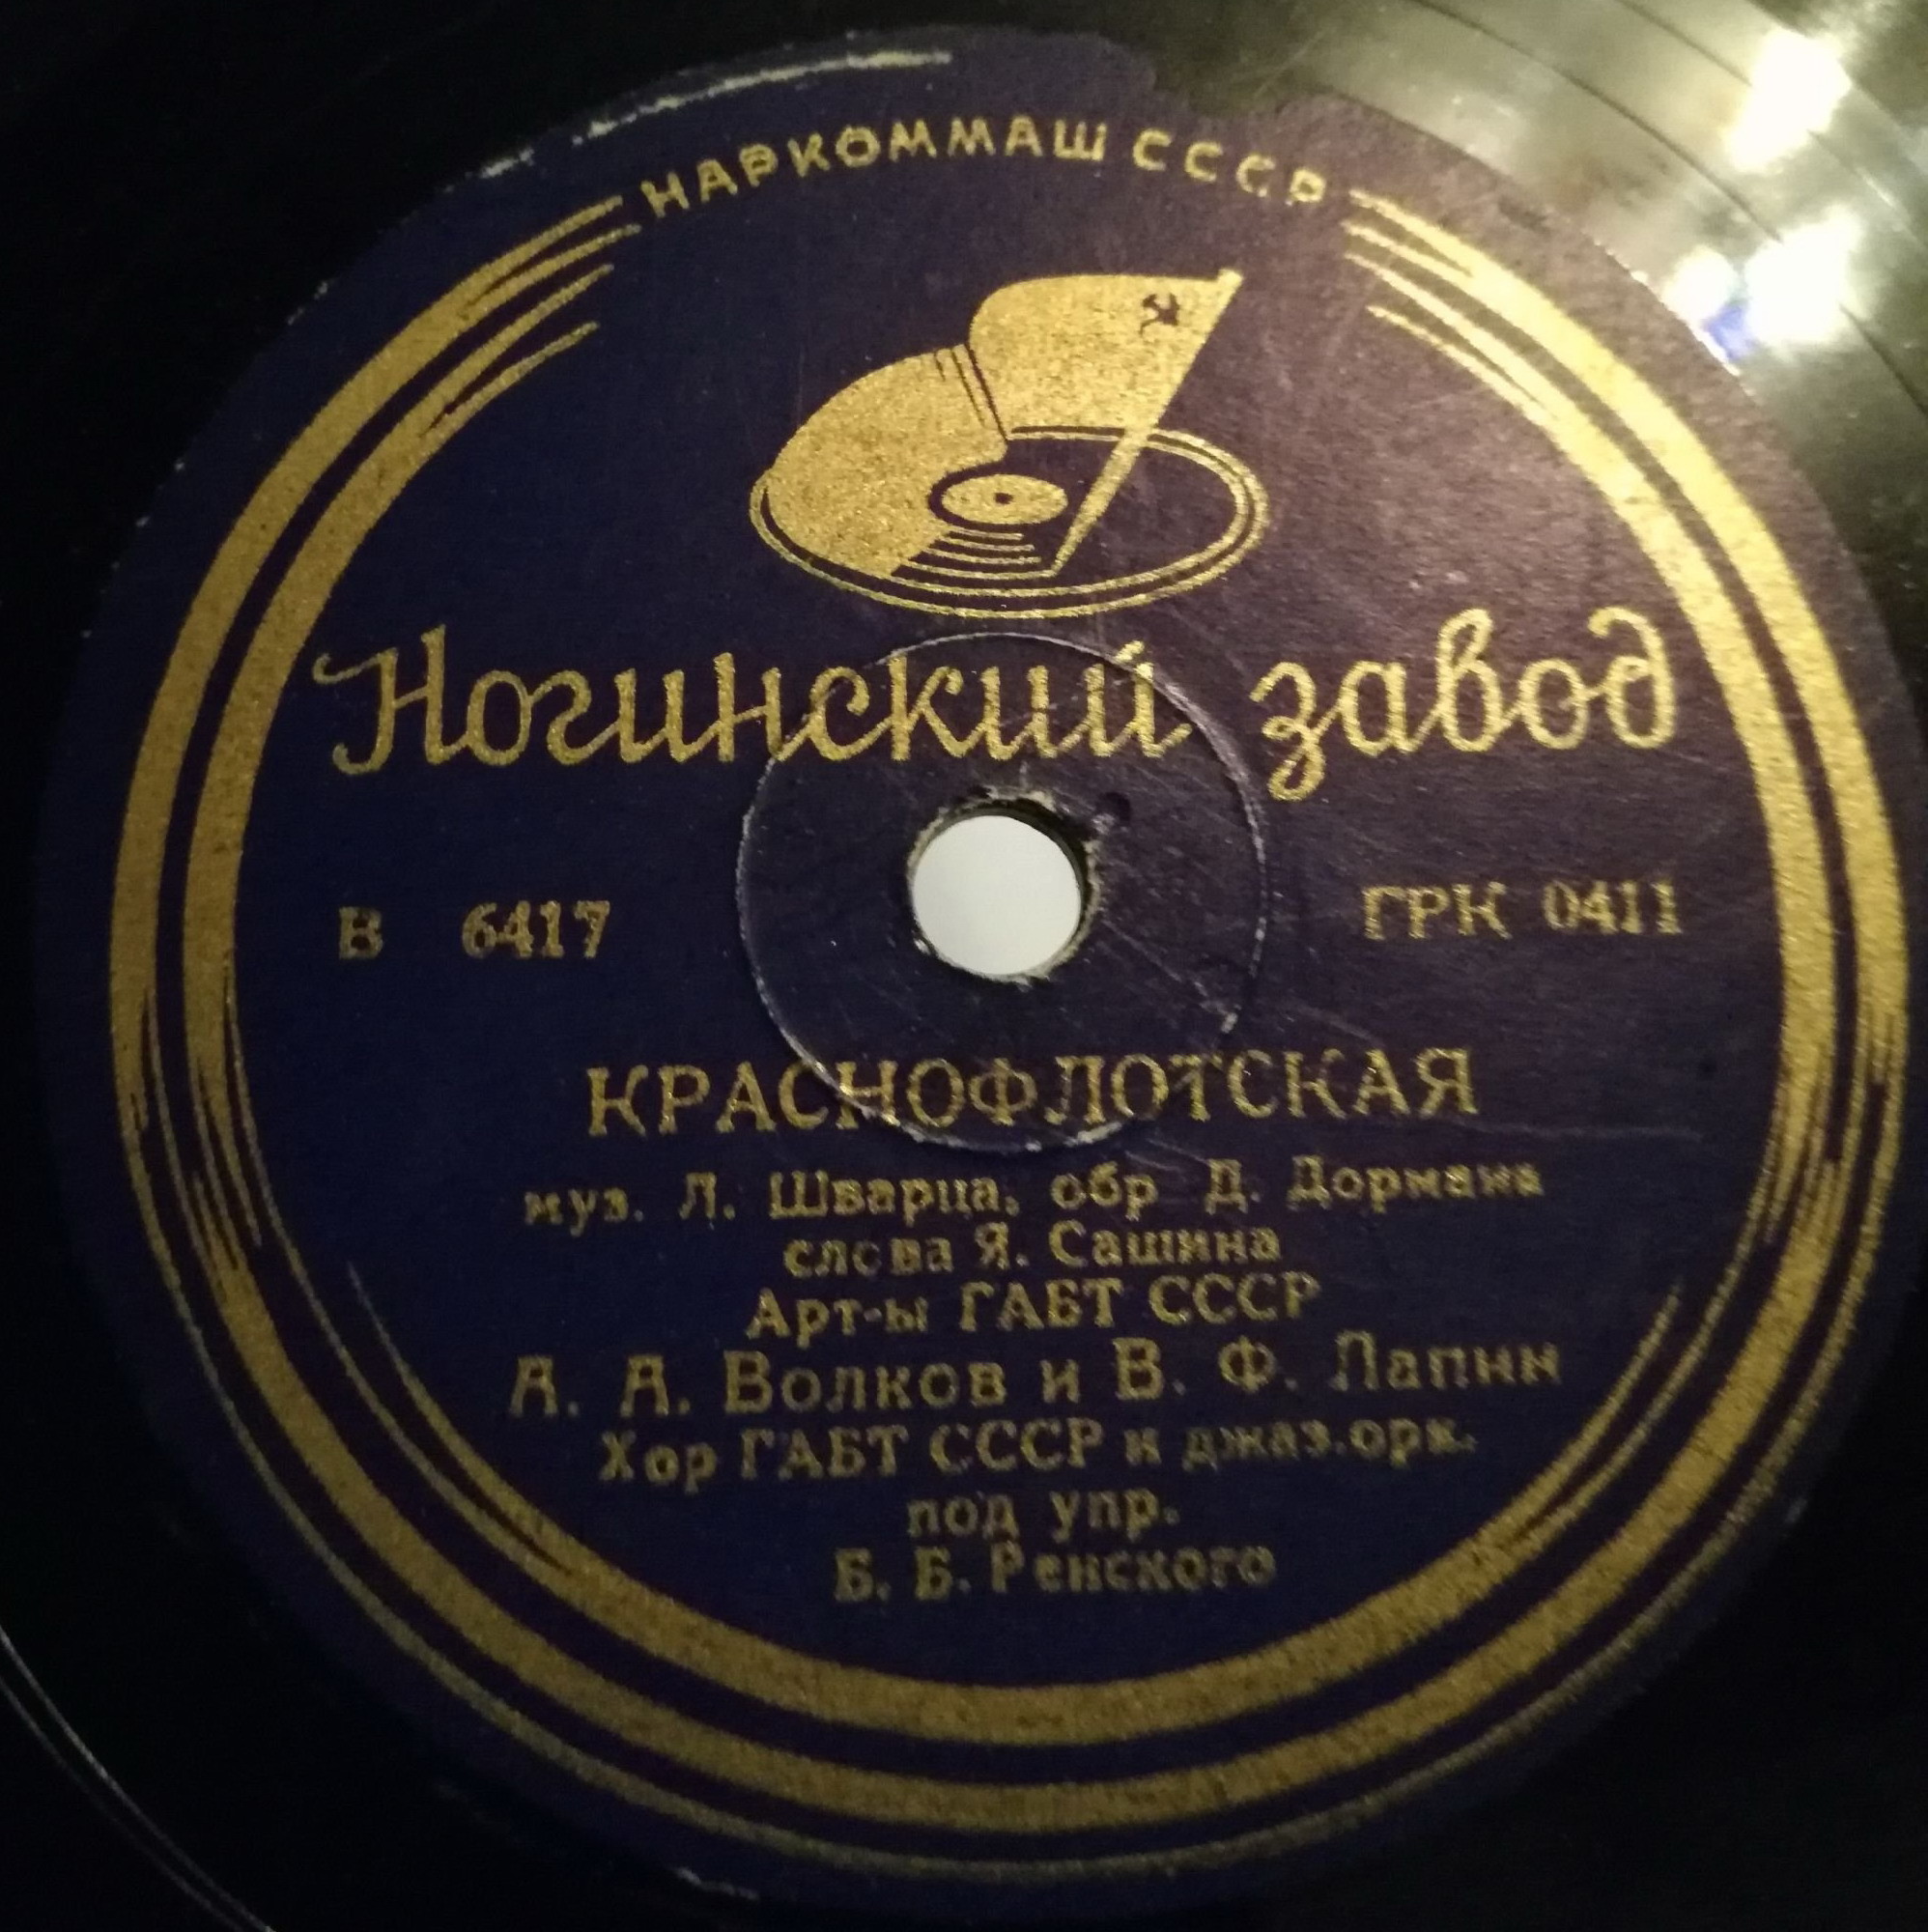 НАРКОММАШ СССР
Ногинский завод
В 6417
ГРК 0411
КРАСНОФЛОТСКАЯ
муз. Л. Шварца, обр Д. Дормана
слова Я. Сашина
Арт-ы ГАБТ СССР
А. А. Волков и В. Ф. Лапин
Хор ГАБТ СССР и джаз.орк.
под упр.
Б. Б. Ренского